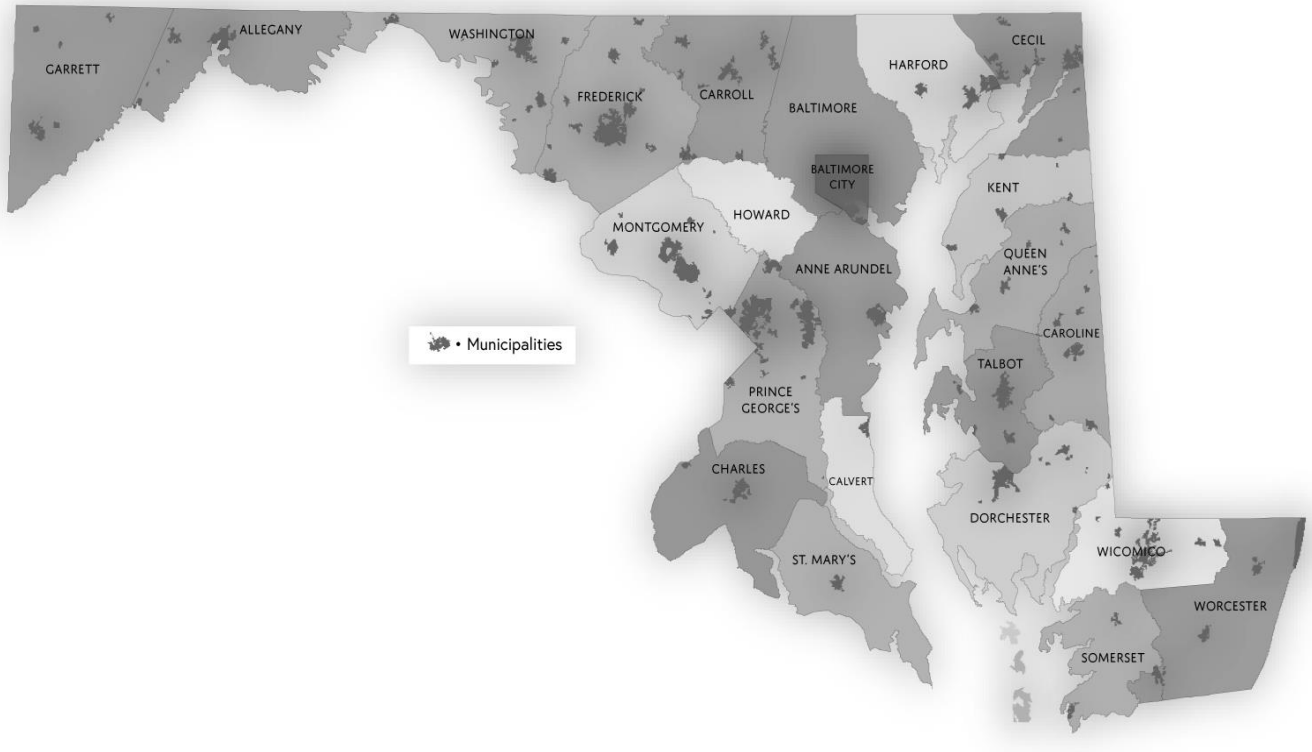 ALLEGANY
WASHINGTON
CECIL
GARRETT
HARFORD
FREDERICK
CARROLL
BALTIMORE
BALTIMORE
CITY
KENT
HOWARD
MONTGOMERY
QUEEN
ANNE'S
ANNE ARUNDEL
• Municipalities
CAROLINE
TALBOT
PRINCE
GEORGE'S
CHARLES
CALVERT
DORCHESTER
WICOMICO
ST. MARY'S
WORCESTER
SOMERSET